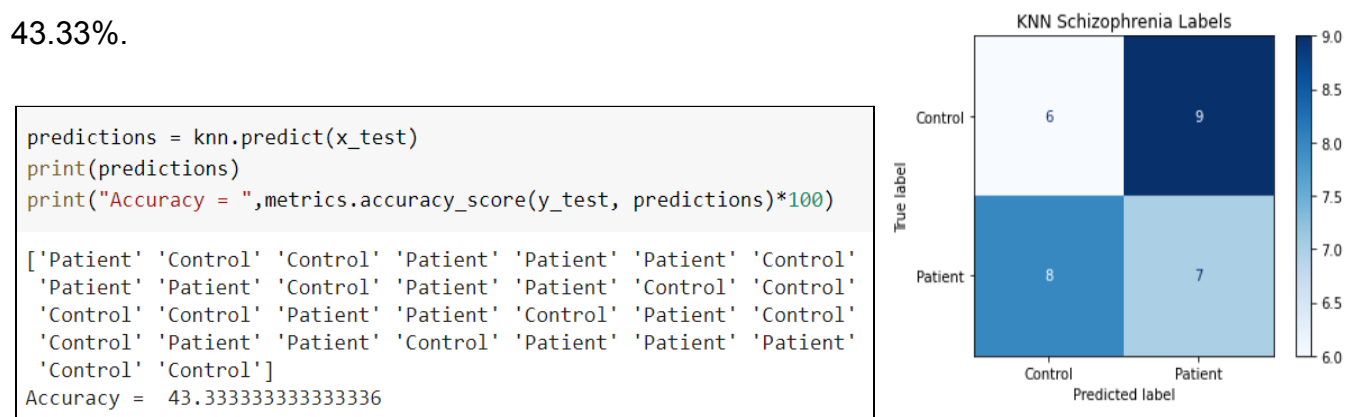 43.33%.
predictions = knn.predict(x_test)
print(predictions)
print("Accuracy = ",metrics.accuracy_score(y_test, predictions)*100)
['Patient' 'Control' 'Control' 'Patient' 'Patient' 'Patient' 'Control'
'Patient' 'Patient' 'Control' 'Patient' 'Patient' 'Control' 'Control'
'Control' 'Control' 'Patient' 'Patient' 'Control' 'Patient' 'Control'
'Control' 'Patient' 'Patient' 'Control' 'Patient' 'Patient' 'Patient'
'Control' 'Control']
Accuracy =  43.333333333333336
KNN Schizophrenia Labels
True label
Control
6 9
Patient
8 7
Control Patient
Predicted label
9.0
8.5
8.0
7.5
7.0
6.5
6.0